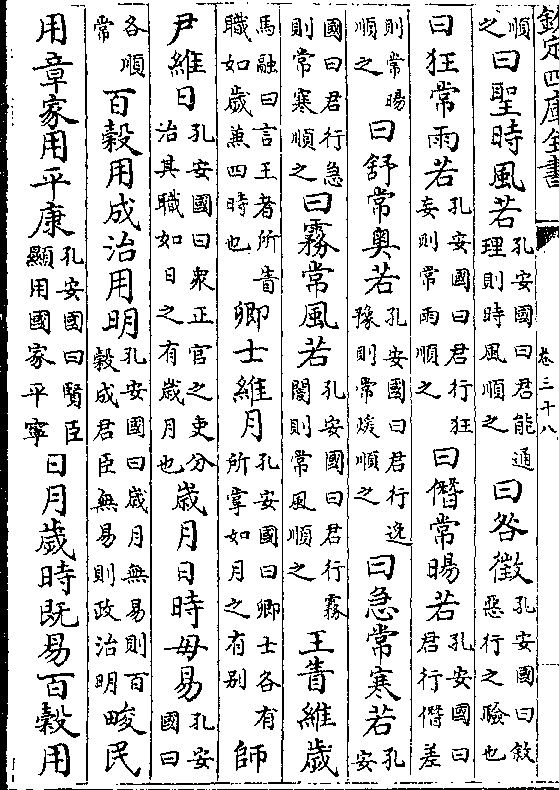 欽定四庫全書 卷三十八
順之曰聖時風若孔安國曰君能通理則時風順之曰咎徵孔安國曰敘惡行之驗也
曰狂常雨若孔安國曰君行狂妄則常雨順之曰僭常暘若孔安國曰君行僭差
則常暘順之曰舒常奥若孔安國曰君行逸豫則常煖順之曰急常寒若孔安
國曰君行急則常寒順之曰霧常風若孔安國曰君行霧闇則常風順之王眚維歲
馬融曰言王者所眚職如歲兼四時也卿士維月孔安國曰卿士各有所掌如月之有别師
尹維日孔安國曰衆正官之吏分治其職如日之有歲月也歲月日時毋易孔安國曰
各順常百穀用成治用明孔安國曰歲月無易則百穀成君臣無易則政治明畯民
用章家用平康孔安國曰賢臣顯用國家平寧日月歲時既易百穀用